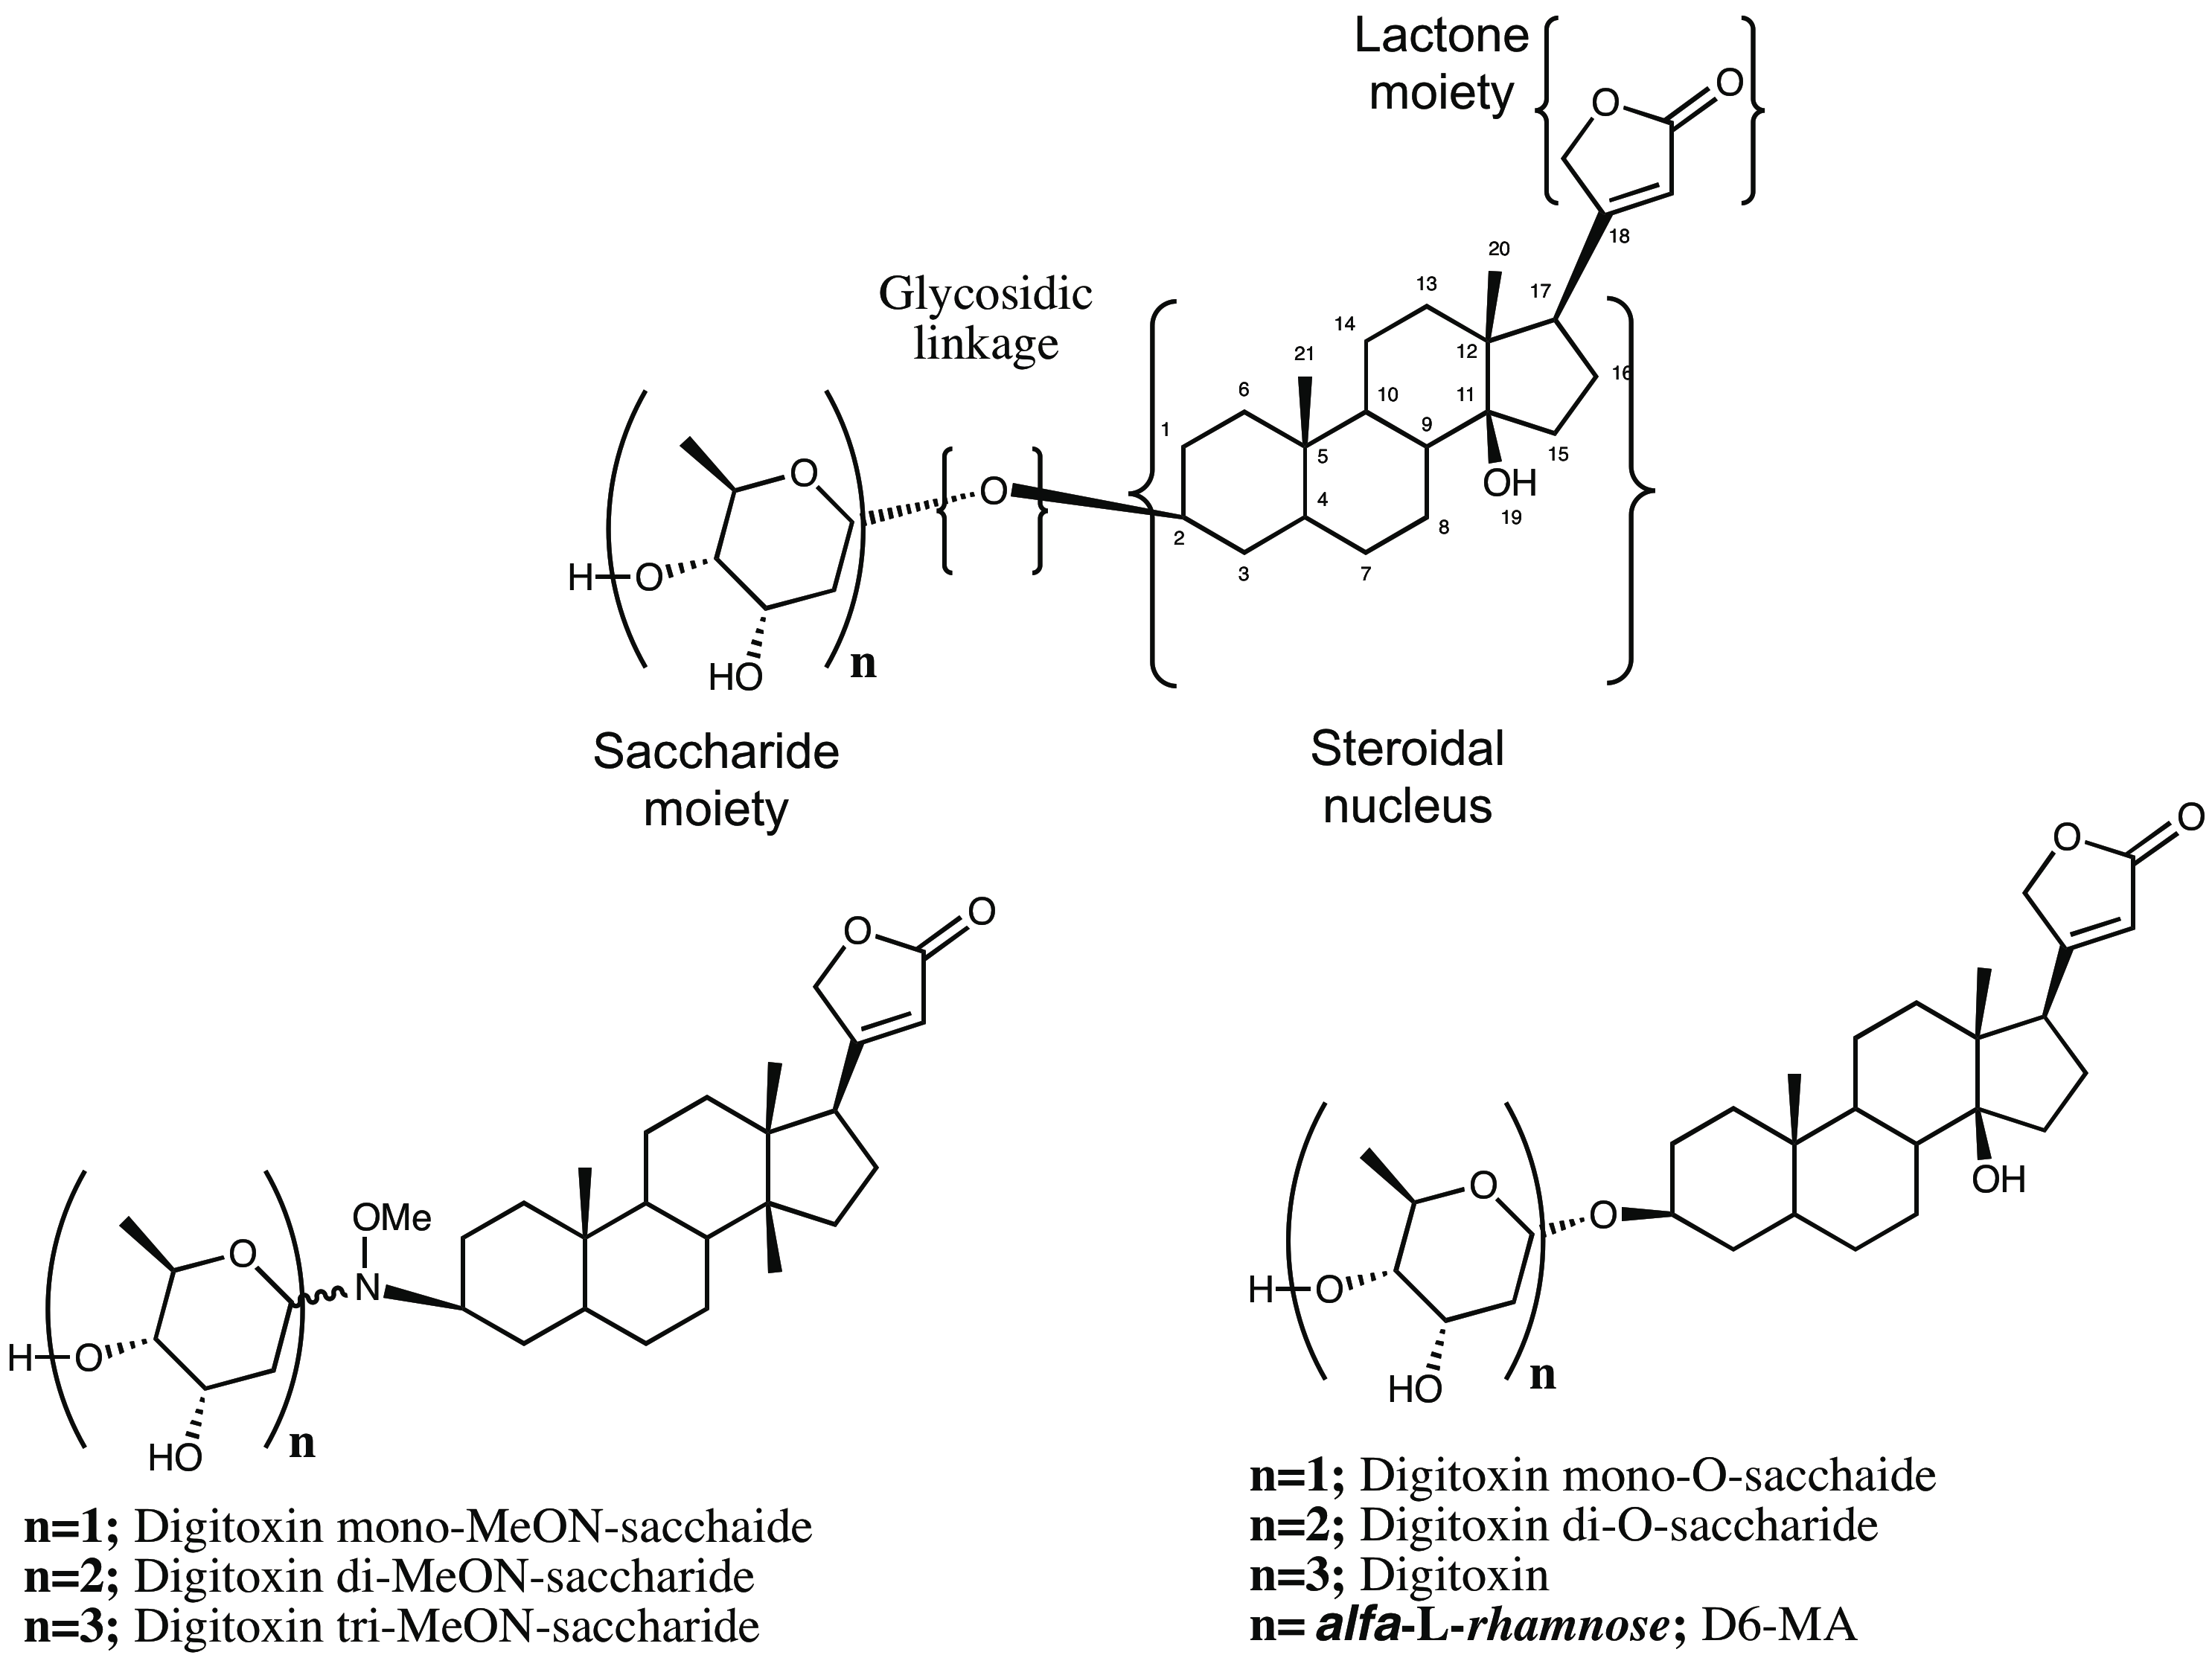 Lactone
moiety
O
O
18
20
17
13
Glycosidic
linkage
14
12
16
21
6
10
11
9
1
5
15
O
O
OH
4
19
2
8
H
O
3
7
HO
n
Saccharide
moiety
Steroidal
nucleus
O
O
O
O
OMe
O
N
H
O
HO
n
O
O
OH
H
O
HO
n
n=1; Digitoxin mono-MeON-sacchaide
n=2; Digitoxin di-MeON-saccharide
n=3; Digitoxin tri-MeON-saccharide
n=1; Digitoxin mono-O-sacchaide
n=2; Digitoxin di-O-saccharide
n=3; Digitoxin
n= alfa-L-rhamnose; D6-MA